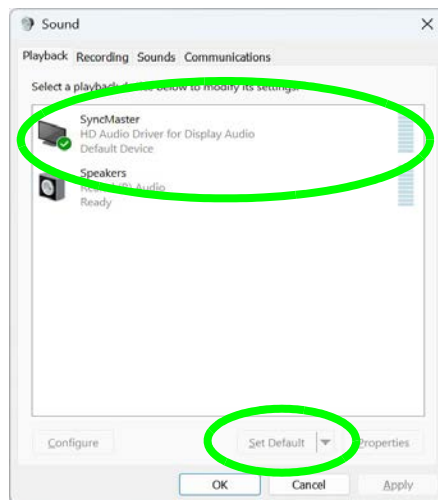 Sound
Playback Recording Sounds Communications
Select a playback below to modify its settings:
SyncMaster
HD Audio Driver for Display Audio
Default Device
Speakers
Audio
Ready
Configure
Set Default
Properties
OK
Cancel
Apply